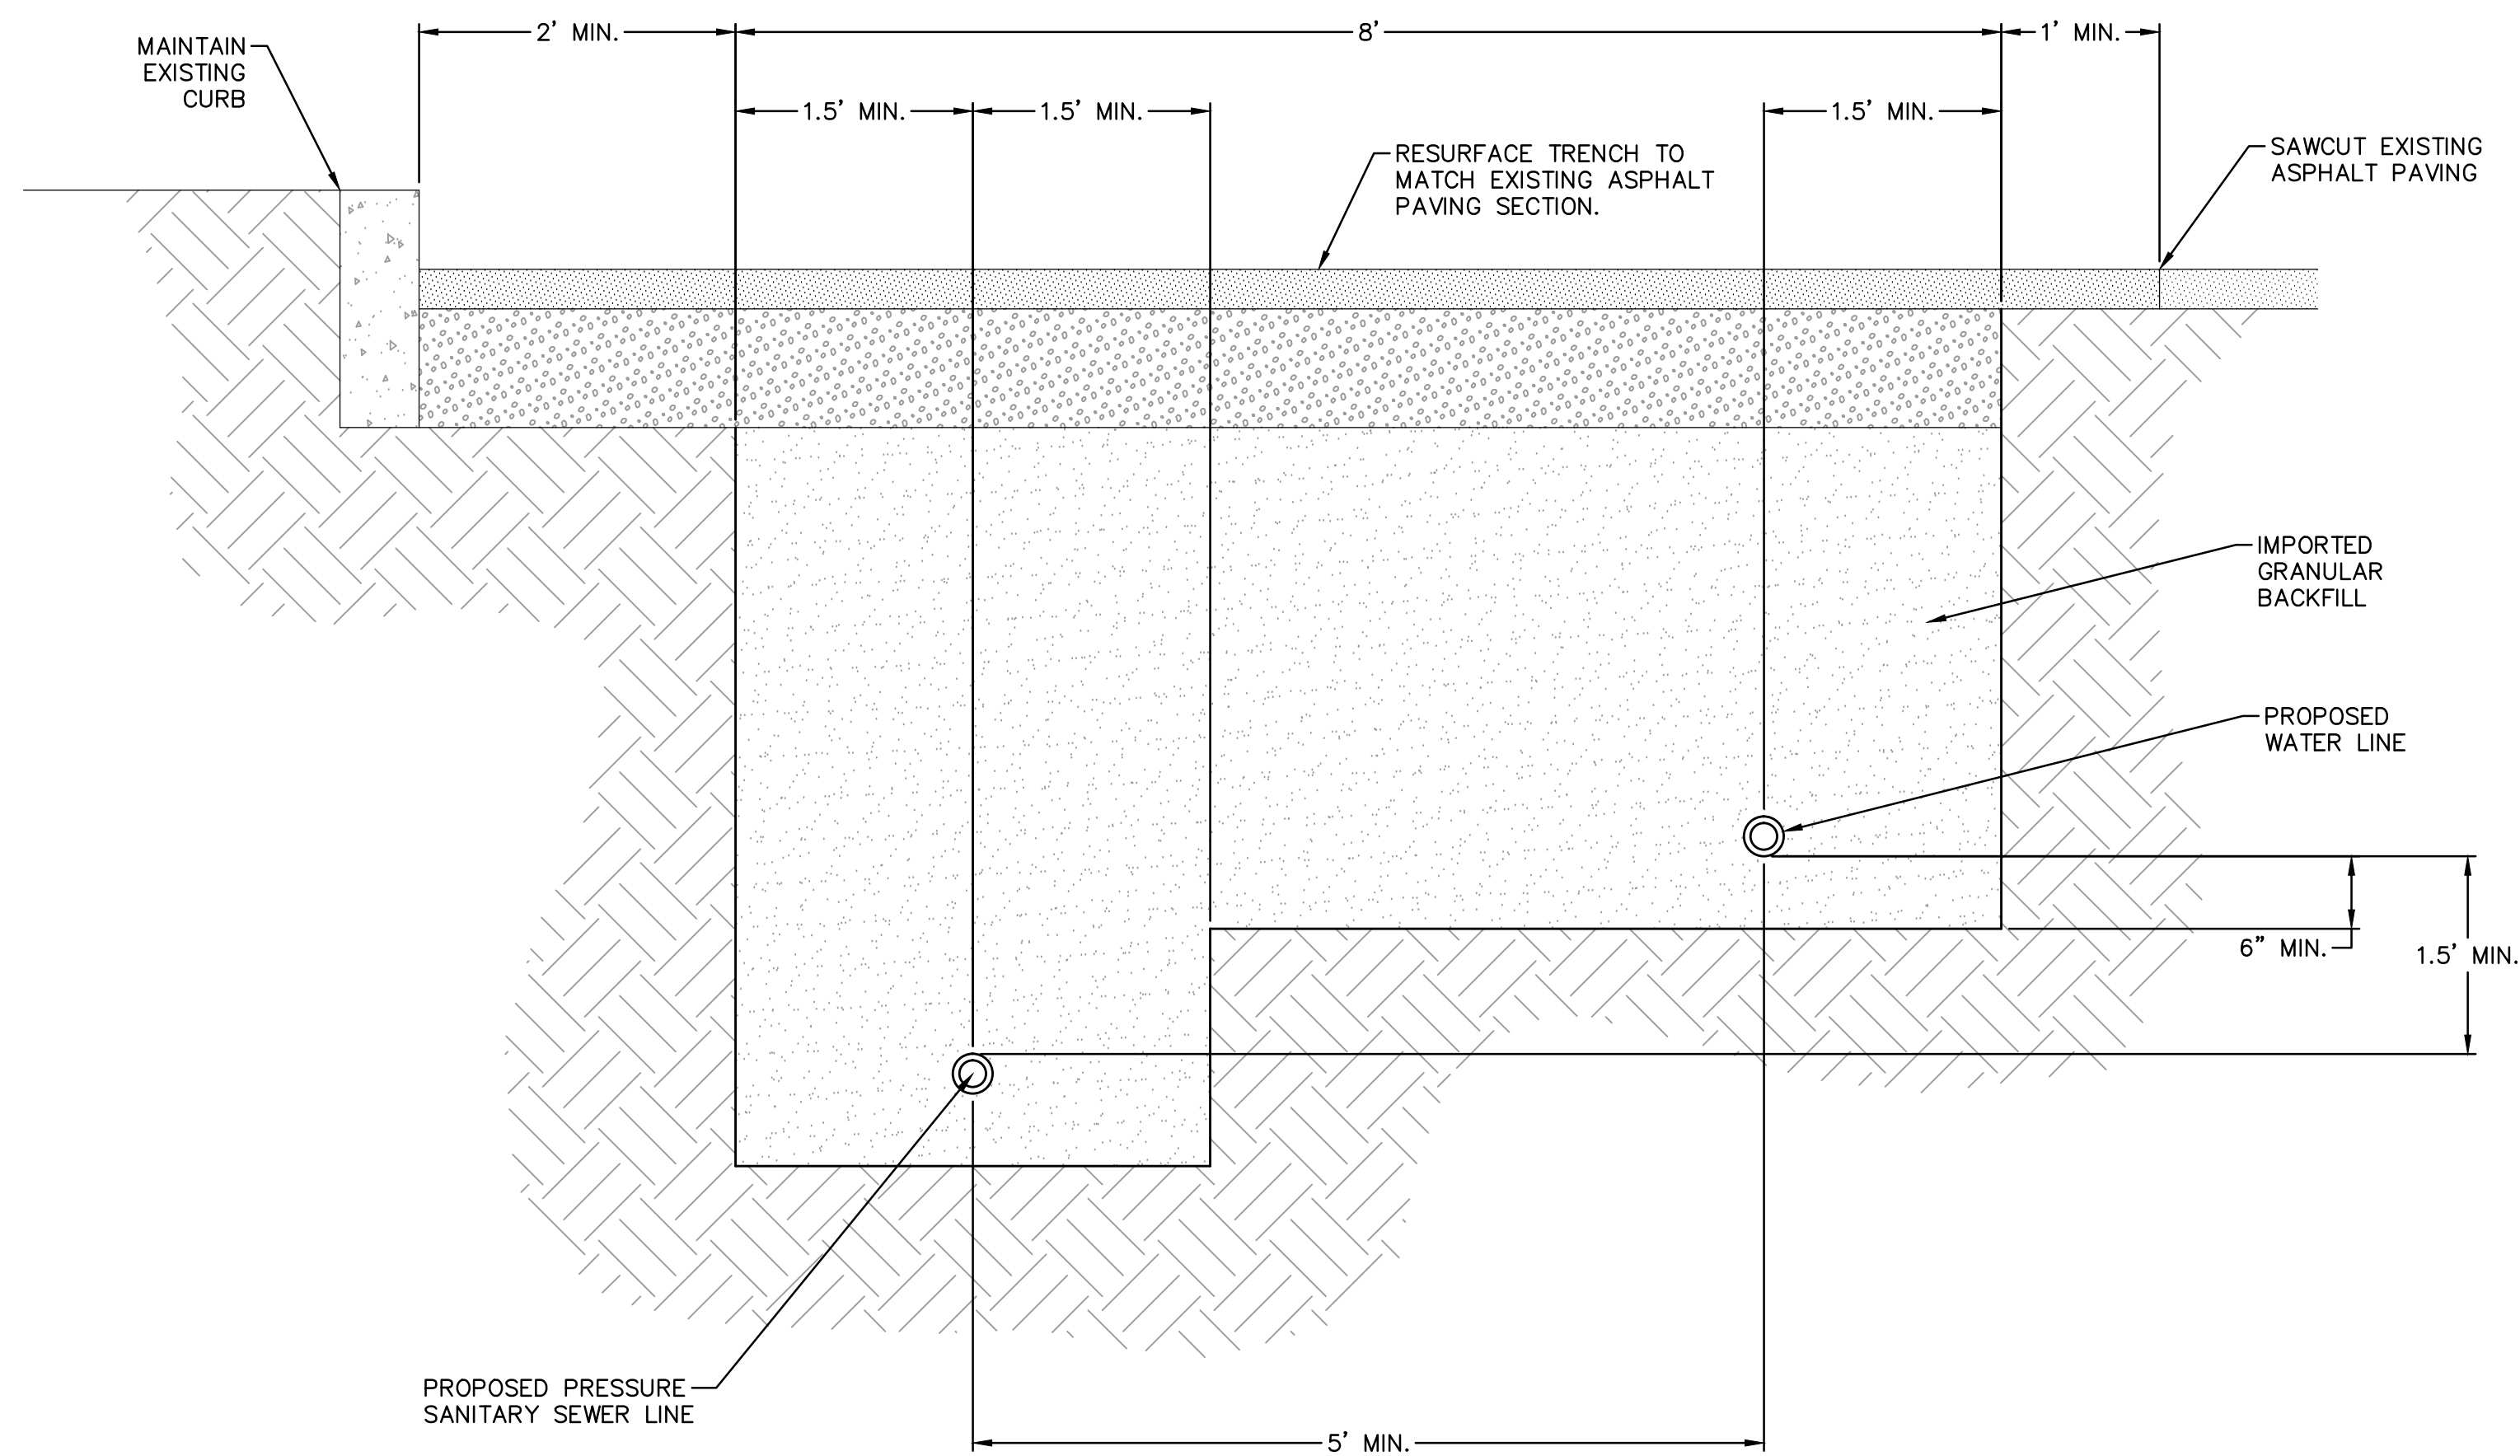 2' MIN.
8'
1' MIN.
MAINTAIN
EXISTING
CURB
1.5' MIN.
1.5' MIN.
1.5' MIN.
RESURFACE TRENCH TO
MATCH EXISTING ASPHALT
PAVING SECTION.
SAWCUT EXISTING
ASPHALT PAVING
IMPORTED
GRANULAR
BACKFILL
PROPOSED
WATER LINE
6" MIN.
1.5' MIN.
PROPOSED PRESSURE
SANITARY SEWER LINE
5' MIN.